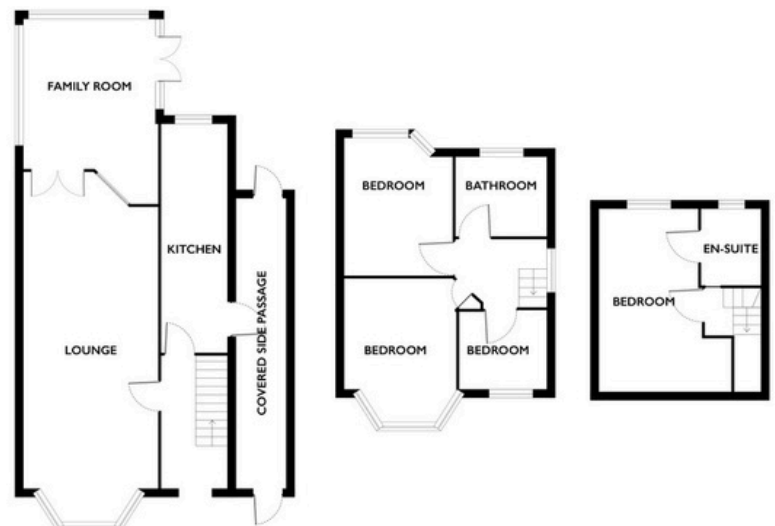 FAMILY ROOM
KITCHEN
LOUNGE
COVERED SIDE PASSAGE
BEDROOM
BATHROOM
BEDROOM
BEDROOM
EN-SUITE
BEDROOM